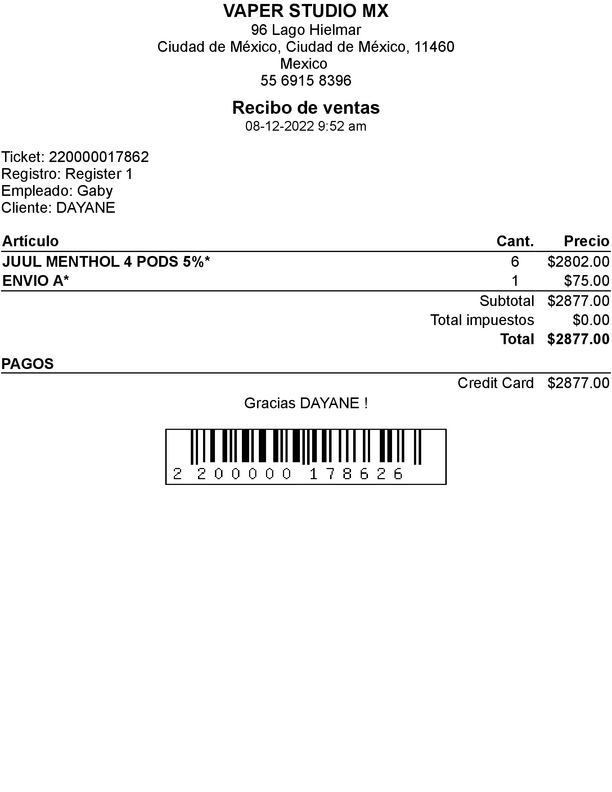 VAPER STUDIO MX
96 Lago Hielmar
Ciudad de México, Ciudad de México, 11460
Mexico
55 6915 8396
Recibo de ventas
08-12-2022 9:52 am
Ticket: 220000017862
Registro: Register 1
Empleado: Gaby
Cliente: DAYANE
Artículo Cant. Precio
JUUL MENTHOL 4 PODS 5%* 6 $2802.00
ENVIO A* 1 $75.00
Subtotal $2877.00
Total impuestos $0.00
Total $2877.00
PAGOS
Credit Card $2877.00
Gracias DAYANE !
2 200000 178626